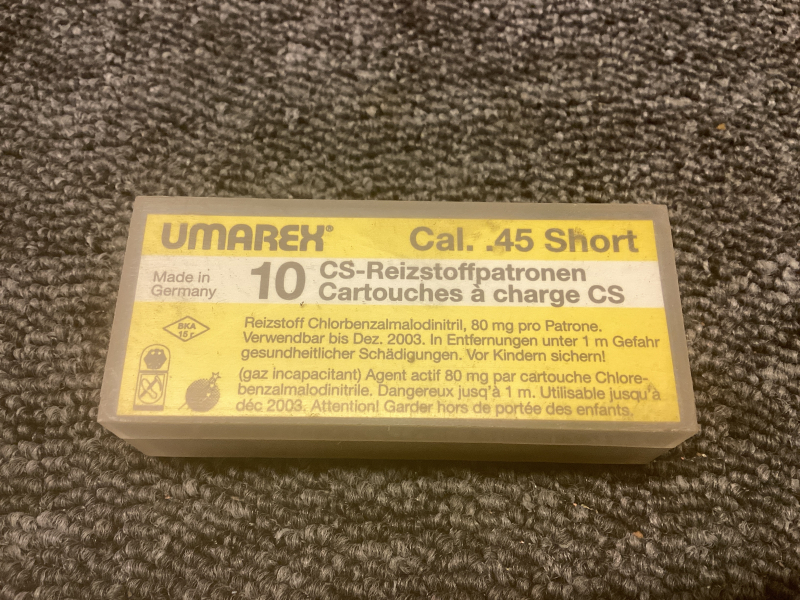 UMAREX®
Cal. .45 Short
Made in
Germany
10
CS-Reizstoffpatronen
Cartouches à charge CS
BKA
15 r
Reizstoff Chlorbenzalmalodinitril, 80 mg pro Patrone.
Verwendbar bis Dez. 2003. In Entfernungen unter 1 m Gefahr
gesundheitlicher Schädigungen. Vor Kindern sichern!
(gaz incapacitant) Agent actif 80 mg par cartouche Chlore-
benzalmalodinitrile. Dangereux jusq'à 1 m. Utilisable jusqu'à
déc 2003. Attention! Garder hors de portée des enfants.